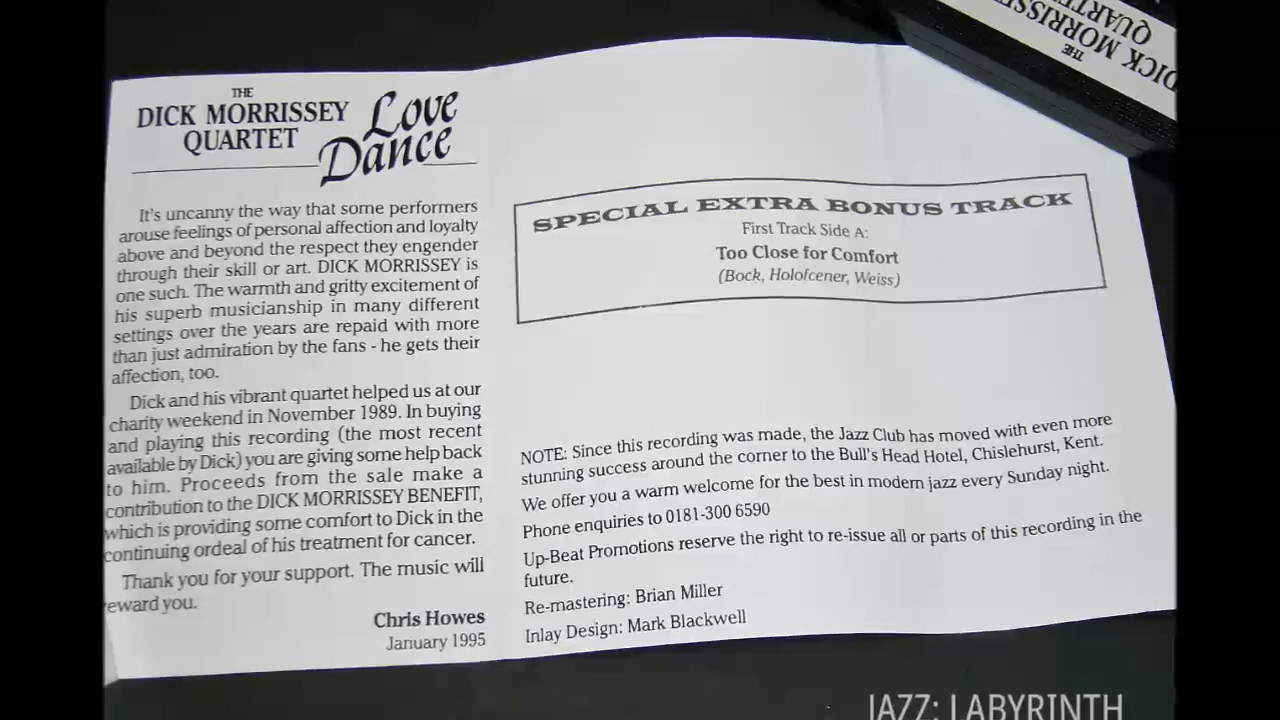 THE
DICK MORRISSEY
QUARTET
Love
Dance
It's uncanny the way that some performers
arouse feelings of personal affection and loyalty
above and beyond the respect they engender
through their skill or art. DICK MORRISSEY is
one such. The warmth and gritty excitement of
his superb musicianship in many different
settings over the years are repaid with more
than just admiration by the fans - he gets their
affection, too.
Dick and his vibrant quartet helped us at our
charity weekend in November 1989. In buying
and playing this recording (the most recent
available by Dick) you are giving some help back
to him. Proceeds from the sale make a
contribution to the DICK MORRISSEY BENEFIT,
which is providing some comfort to Dick in the
continuing ordeal of his treatment for cancer.
Thank you for your support. The music will
eward you.
Chris Howes
January 1995
SPECIAL EXTRA BONUS TRACK
First Track Side A:
Too Close for Comfort
(Bock, Holofcener, Weiss)
NOTE: Since this recording was made, the Jazz Club has moved with even more
stunning success around the corner to the Bull's Head Hotel, Chislehurst, Kent.
We offer you a warm welcome for the best in modern jazz every Sunday night.
Phone enquiries to 0181-300 6590
Up-Beat Promotions reserve the right to re-issue all or parts of this recording in the
future.
Re-mastering: Brian Miller
Inlay Design: Mark Blackwell
THE
DICK MORRISSE
QUARTE
JAZZ: LABYRINTH